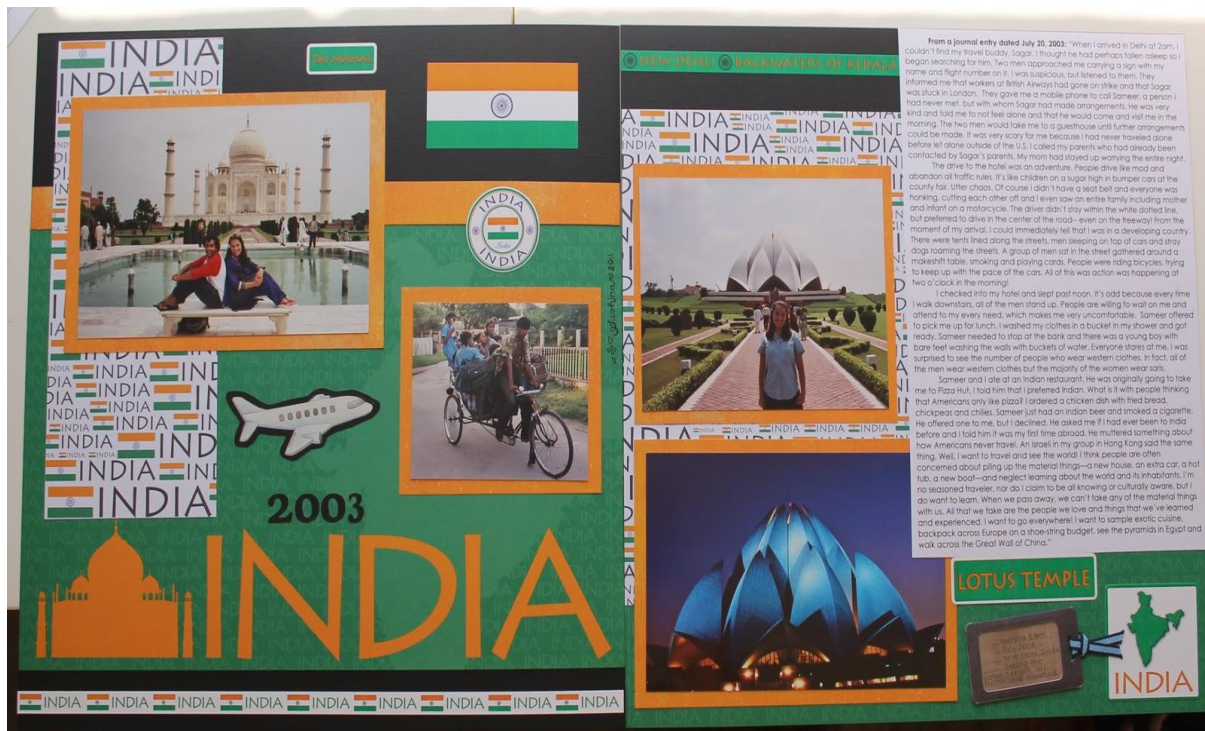 INDIA
INDIA INDI
TAJ MAHAL
INDIA
India
INDIA
IND
INDIA IND
INDIA
2003
INDIA
INDIA INDIA INDIA INDIA INDIA INDIA INDIA INDIA INDIA
NEW DEHLI BACKWATERS OF KERALA
INDIA INDIA INDIA
INDIA INDIA
From a journal entry dated July 20, 2003: "When I arrived in Delhi at 2am, I
couldn't find my travel buddy, Sagar. I thought he had perhaps fallen asleep so I
began searching for him. Two men approached me carrying a sign with my
name and flight number on it. I was suspicious, but listened to them. They
informed me that workers at British Airways had gone on strike and that Sagar
was stuck in London. They gave me a mobile phone to call Sameer, a person I
had never met, but with whom Sagar had made arrangements. He was very
kind and told me to not feel alone and that he would come and visit me in the
morning. The two men would take me to a guesthouse until further arrangements
could be made. It was very scary for me because I had never traveled alone
before let alone outside of the U.S. I called my parents who had already been
contacted by Sagar's parents. My mom had stayed up worrying the entire night.
The drive to the hotel was an adventure. People drive like mad and
abandon all traffic rules. It's like children on a sugar high in bumper cars at the
county fair. Utter chaos. Of course I didn't have a seat belt and everyone was
honking, cutting each other off and I even saw an entire family including mother
and infant on a motorcycle. The driver didn't stay within the white dotted line,
but preferred to drive in the center of the road– even on the freeway! From the
moment of my arrival, I could immediately tell that I was in a developing country.
There were tents lined along the streets, men sleeping on top of cars and stray
dogs roaming the streets. A group of men sat in the street gathered around a
makeshift table, smoking and playing cards. People were riding bicycles, trying
to keep up with the pace of the cars. All of this was action was happening at
two o'clock in the morning!
I checked into my hotel and slept past noon. It's odd because every time
I walk downstairs, all of the men stand up. People are willing to wait on me and
attend to my every need, which makes me very uncomfortable. Sameer offered
to pick me up for lunch. I washed my clothes in a bucket in my shower and got
ready. Sameer needed to stop at the bank and there was a young boy with
bare feet washing the walls with buckets of water. Everyone stares at me. I was
surprised to see the number of people who wear western clothes. In fact, all of
the men wear western clothes but the majority of the women wear saris.
Sameer and I ate at an Indian restaurant. He was originally going to take
me to Pizza Hut. I told him that I preferred Indian. What is it with people thinking
that Americans only like pizza? I ordered a chicken dish with fried bread,
chickpeas and chilies. Sameer just had an Indian beer and smoked a cigarette.
He offered one to me, but I declined. He asked me if I had ever been to India
before and I told him it was my first time abroad. He muttered something about
how Americans never travel. An Israeli in my group in Hong Kong said the same
thing. Well, I want to travel and see the world! I think people are often
concerned about piling up the material things—a new house, an extra car, a hot
tub, a new boat—and neglect learning about the world and its inhabitants. I'm
no seasoned traveler, nor do I claim to be all knowing or culturally aware, but I
do want to learn. When we pass away, we can't take any of the material things
with us. All that we take are the people we love and things that we've learned
and experienced. I want to go everywhere! I want to sample exotic cuisine,
backpack across Europe on a shoe-string budget, see the pyramids in Egypt and
walk across the Great Wall of China."
LOTUS TEMPLE
INDIA